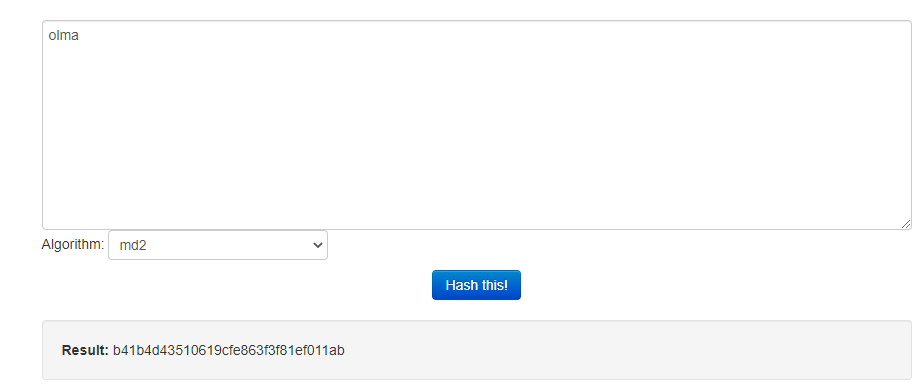 olma
Algorithm: md2
Hash this!
Result: b41b4d43510619cfe863f3f81ef011ab